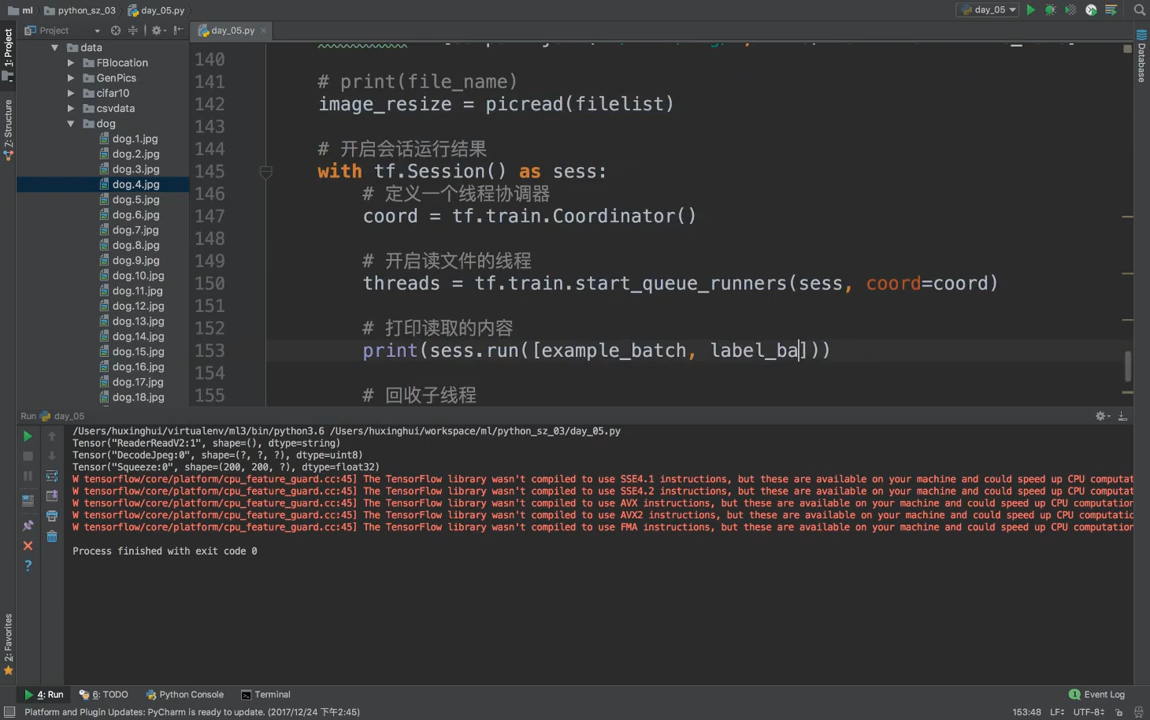 ml python_sz_03 day_05.py
day_05
Project
day_05.py
1: Project
Z: Structure
2: Favorites
Database
data
FBlocation
GenPics
cifar10
csvdata
dog
dog.1.jpg
dog.2.jpg
dog.3.jpg
dog.4.jpg
dog.5.jpg
dog.6.jpg
dog.7.jpg
dog.8.jpg
dog.9.jpg
dog.10.jpg
dog.11.jpg
dog.12.jpg
dog.13.jpg
dog.14.jpg
dog.15.jpg
dog.16.jpg
dog.17.jpg
dog.18.jpg
140
141 # print(file_name)
142 image_resize = picread(filelist)
143
144 # 开启会话运行结果
145 with tf.Session() as sess:
146 # 定义一个线程协调器
147 coord = tf.train.Coordinator()
148
149 # 开启读文件的线程
150 threads = tf.train.start_queue_runners(sess, coord=coord)
151
152 # 打印读取的内容
153 print(sess.run([example_batch, label_ba]))
154
155 # 回收子线程
Run day_05
/Users/huxinghui/virtualenv/ml3/bin/python3.6 /Users/huxinghui/workspace/ml/python_sz_03/day_05.py
Tensor("ReaderReadV2:1", shape=(), dtype=string)
Tensor("DecodeJpeg:0", shape=(?, ?, ?), dtype=uint8)
Tensor("Squeeze:0", shape=(200, 200, ?), dtype=float32)
W tensorflow/core/platform/cpu_feature_guard.cc:45] The TensorFlow library wasn't compiled to use SSE4.1 instructions, but these are available on your machine and could speed up CPU computat
W tensorflow/core/platform/cpu_feature_guard.cc:45] The TensorFlow library wasn't compiled to use SSE4.2 instructions, but these are available on your machine and could speed up CPU computat
W tensorflow/core/platform/cpu_feature_guard.cc:45] The TensorFlow library wasn't compiled to use AVX instructions, but these are available on your machine and could speed up CPU computation
W tensorflow/core/platform/cpu_feature_guard.cc:45] The TensorFlow library wasn't compiled to use AVX2 instructions, but these are available on your machine and could speed up CPU computatio
W tensorflow/core/platform/cpu_feature_guard.cc:45] The TensorFlow library wasn't compiled to use FMA instructions, but these are available on your machine and could speed up CPU computation
Process finished with exit code 0
4: Run 6: TODO Python Console Terminal 1 Event Log
Platform and Plugin Updates: PyCharm is ready to update. (2017/12/24 下午2:45) 153:48 LF UTF-8